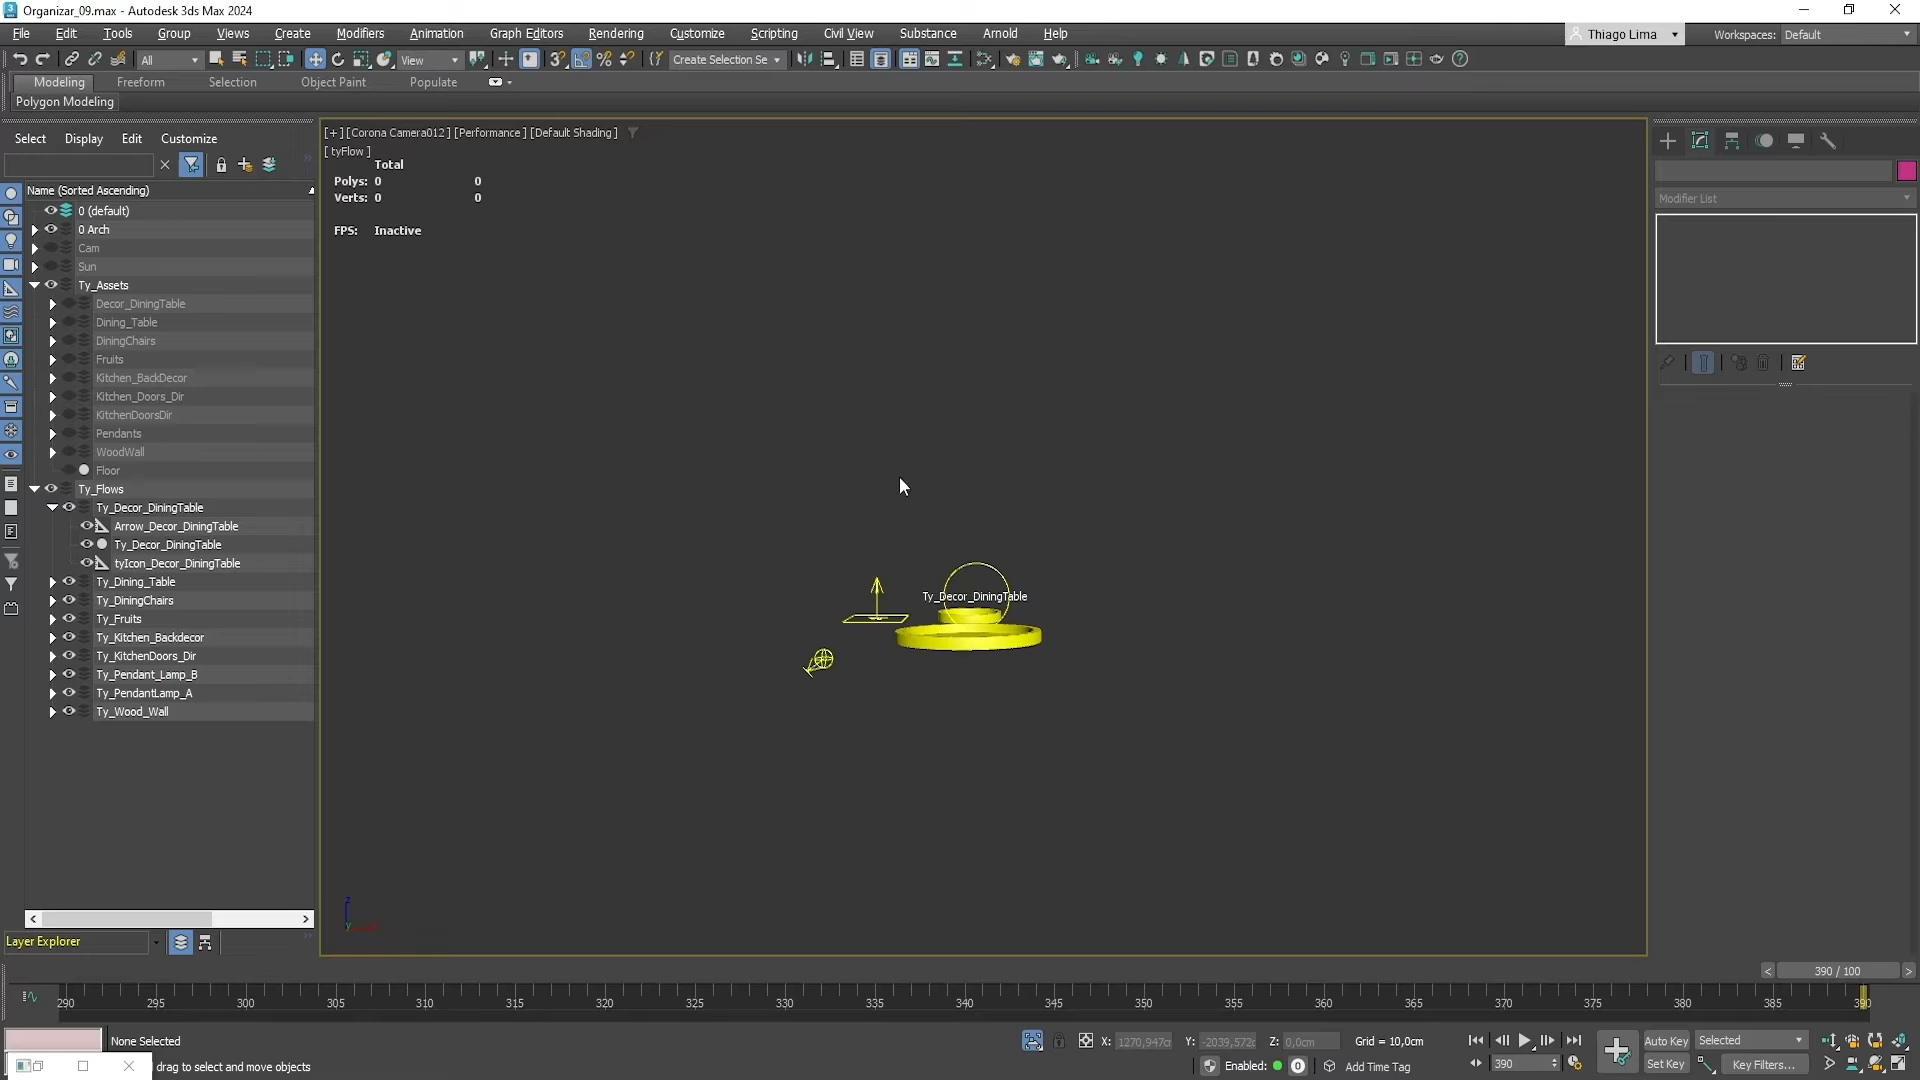 Organizar_09.max - Autodesk 3ds Max 2024
File Edit Tools Group Views Create Modifiers Animation Graph Editors Rendering Customize Scripting Civil View Substance Arnold Help
Thiago Lima
Workspaces: Default
All
View
Create Selection Se
Modeling Freeform Selection Object Paint Populate
Polygon Modeling
Select Display Edit Customize
Name (Sorted Ascending)
0 (default)
0 Arch
Cam
Sun
Ty_Assets
Decor_DiningTable
Dining_Table
DiningChairs
Fruits
Kitchen_BackDecor
Kitchen_Doors_Dir
KitchenDoorsDir
Pendants
WoodWall
Floor
Ty_Flows
Ty_Decor_DiningTable
Arrow_Decor_DiningTable
Ty_Decor_DiningTable
tyIcon_Decor_DiningTable
Ty_Dining_Table
Ty_DiningChairs
Ty_Fruits
Ty_Kitchen_Backdecor
Ty_KitchenDoors_Dir
Ty_Pendant_Lamp_B
Ty_PendantLamp_A
Ty_Wood_Wall
Layer Explorer
[+] [Corona Camera012] [Performance] [Default Shading]
[ tyFlow ]
Total
Polys: 0 0
Verts: 0 0
FPS: Inactive
Ty_Decor_DiningTable
z
y
Modifier List
< 390 / 100 >
290 295 300 305 310 315 320 325 330 335 340 345 350 355 360 365 370 375 380 385 390
None Selected
drag to select and move objects
X: 1270,947c Y: -2039,572c Z: 0,0cm Grid = 10,0cm
Enabled: 0 Add Time Tag
390
Auto Key Selected
Set Key Key Filters...